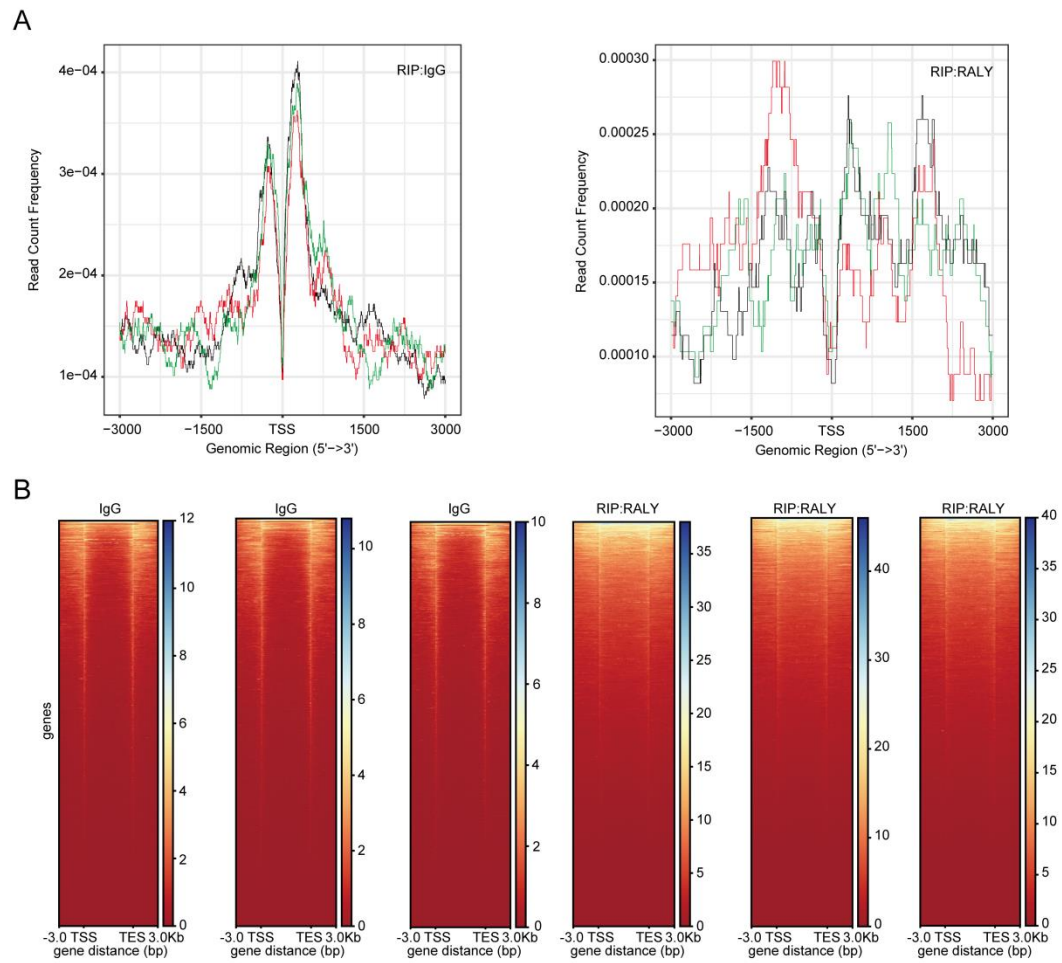 A
RIP:IgG
4e−04
3e−04
2e−04
1e−04
Read Count Frequency
−3000 −1500 TSS 1500 3000
Genomic Region (5'->3')
RIP:RALY
0.00030
0.00025
0.00020
0.00015
0.00010
Read Count Frequency
−3000 −1500 TSS 1500 3000
Genomic Region (5'->3')
B
IgG IgG IgG RIP:RALY RIP:RALY RIP:RALY
genes
12
10
8
6
4
2
0
10
8
6
4
2
0
10
8
6
4
2
0
35
30
25
20
15
10
5
0
40
30
20
10
0
40
35
30
25
20
15
10
5
0
-3.0 TSS TES 3.0Kb -3.0 TSS TES 3.0Kb -3.0 TSS TES 3.0Kb -3.0 TSS TES 3.0Kb -3.0 TSS TES 3.0Kb -3.0 TSS TES 3.0Kb
gene distance (bp) gene distance (bp) gene distance (bp) gene distance (bp) gene distance (bp) gene distance (bp)